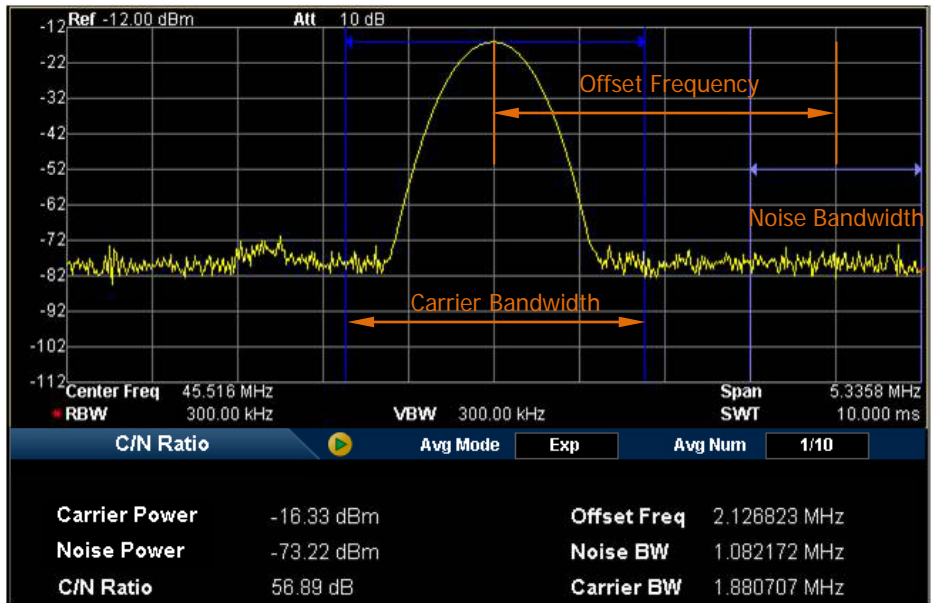 Ref -12.00 dBm Att 10 dB
-12
-22
Offset Frequency
-32
-42
-52
-62
Noise Bandwidth
-72
-82
Carrier Bandwidth
-92
-102
-112
Center Freq 45.516 MHz Span 5.3358 MHz
RBW 300.00 kHz VBW 300.00 kHz SWT 10.000 ms
C/N Ratio Avg Mode Exp Avg Num 1/10
Carrier Power -16.33 dBm Offset Freq 2.126823 MHz
Noise Power -73.22 dBm Noise BW 1.082172 MHz
C/N Ratio 56.89 dB Carrier BW 1.880707 MHz